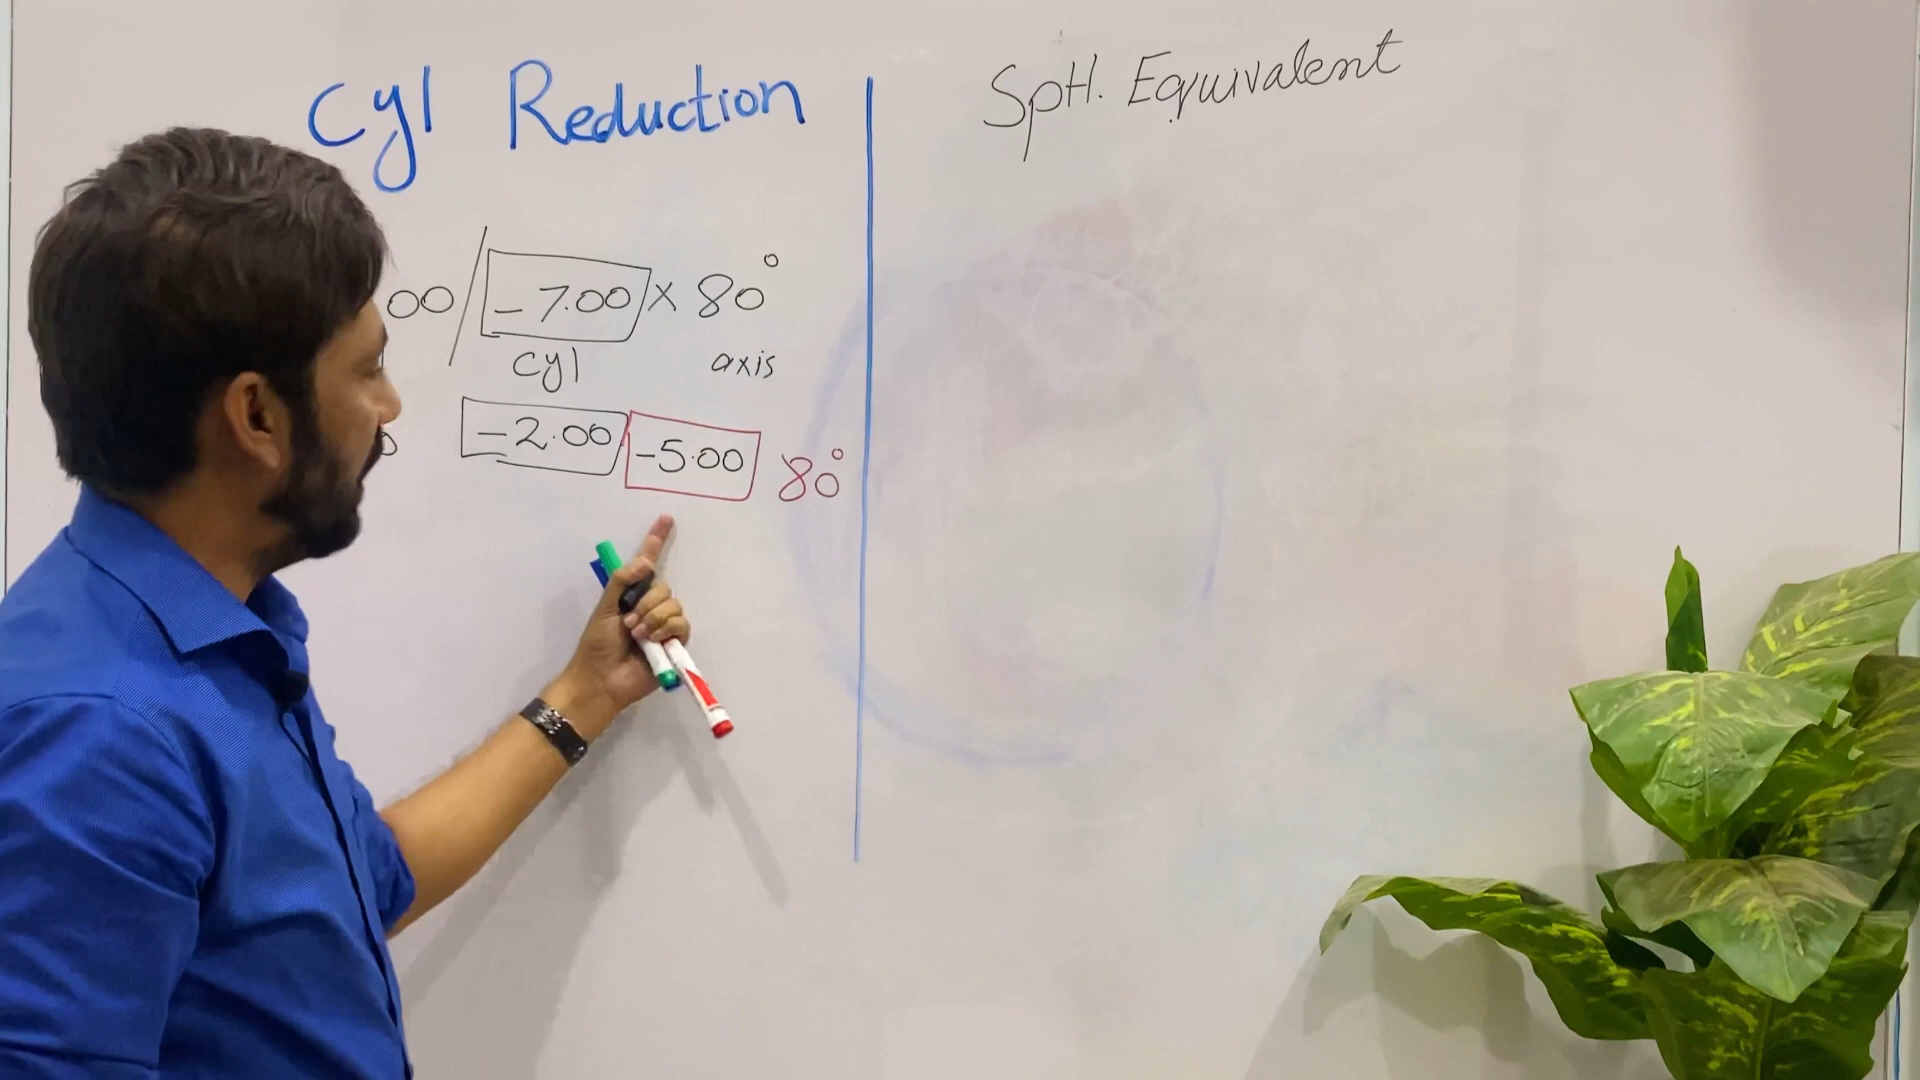 Cyl Reduction
00/ -7.00 x 80°
cyl axis
-2.00 -5.00 80°
SpH. Equivalent